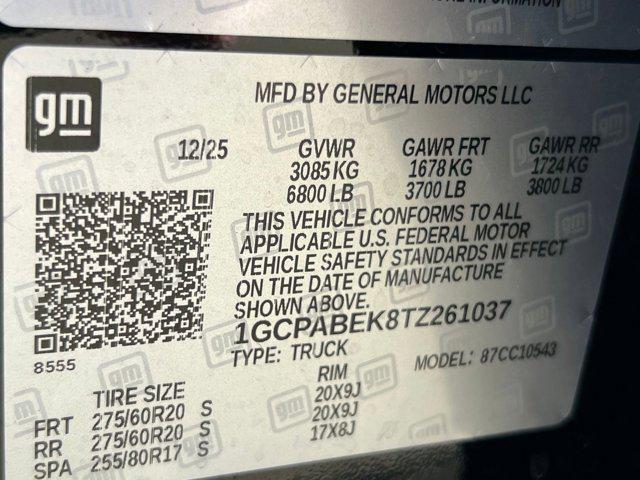 INFORMATION
gm
MFD BY GENERAL MOTORS LLC
12/25 GVWR GAWR FRT GAWR RR
3085 KG 1678 KG 1724 KG
6800 LB 3700 LB 3800 LB
THIS VEHICLE CONFORMS TO ALL
APPLICABLE U.S. FEDERAL MOTOR
VEHICLE SAFETY STANDARDS IN EFFECT
ON THE DATE OF MANUFACTURE
SHOWN ABOVE.
1GCPABEK8TZ261037
8555 TYPE: TRUCK MODEL: 87CC10543
TIRE SIZE RIM
FRT 275/60R20 S 20X9J
RR 275/60R20 S 20X9J
SPA 255/80R17 S 17X8J